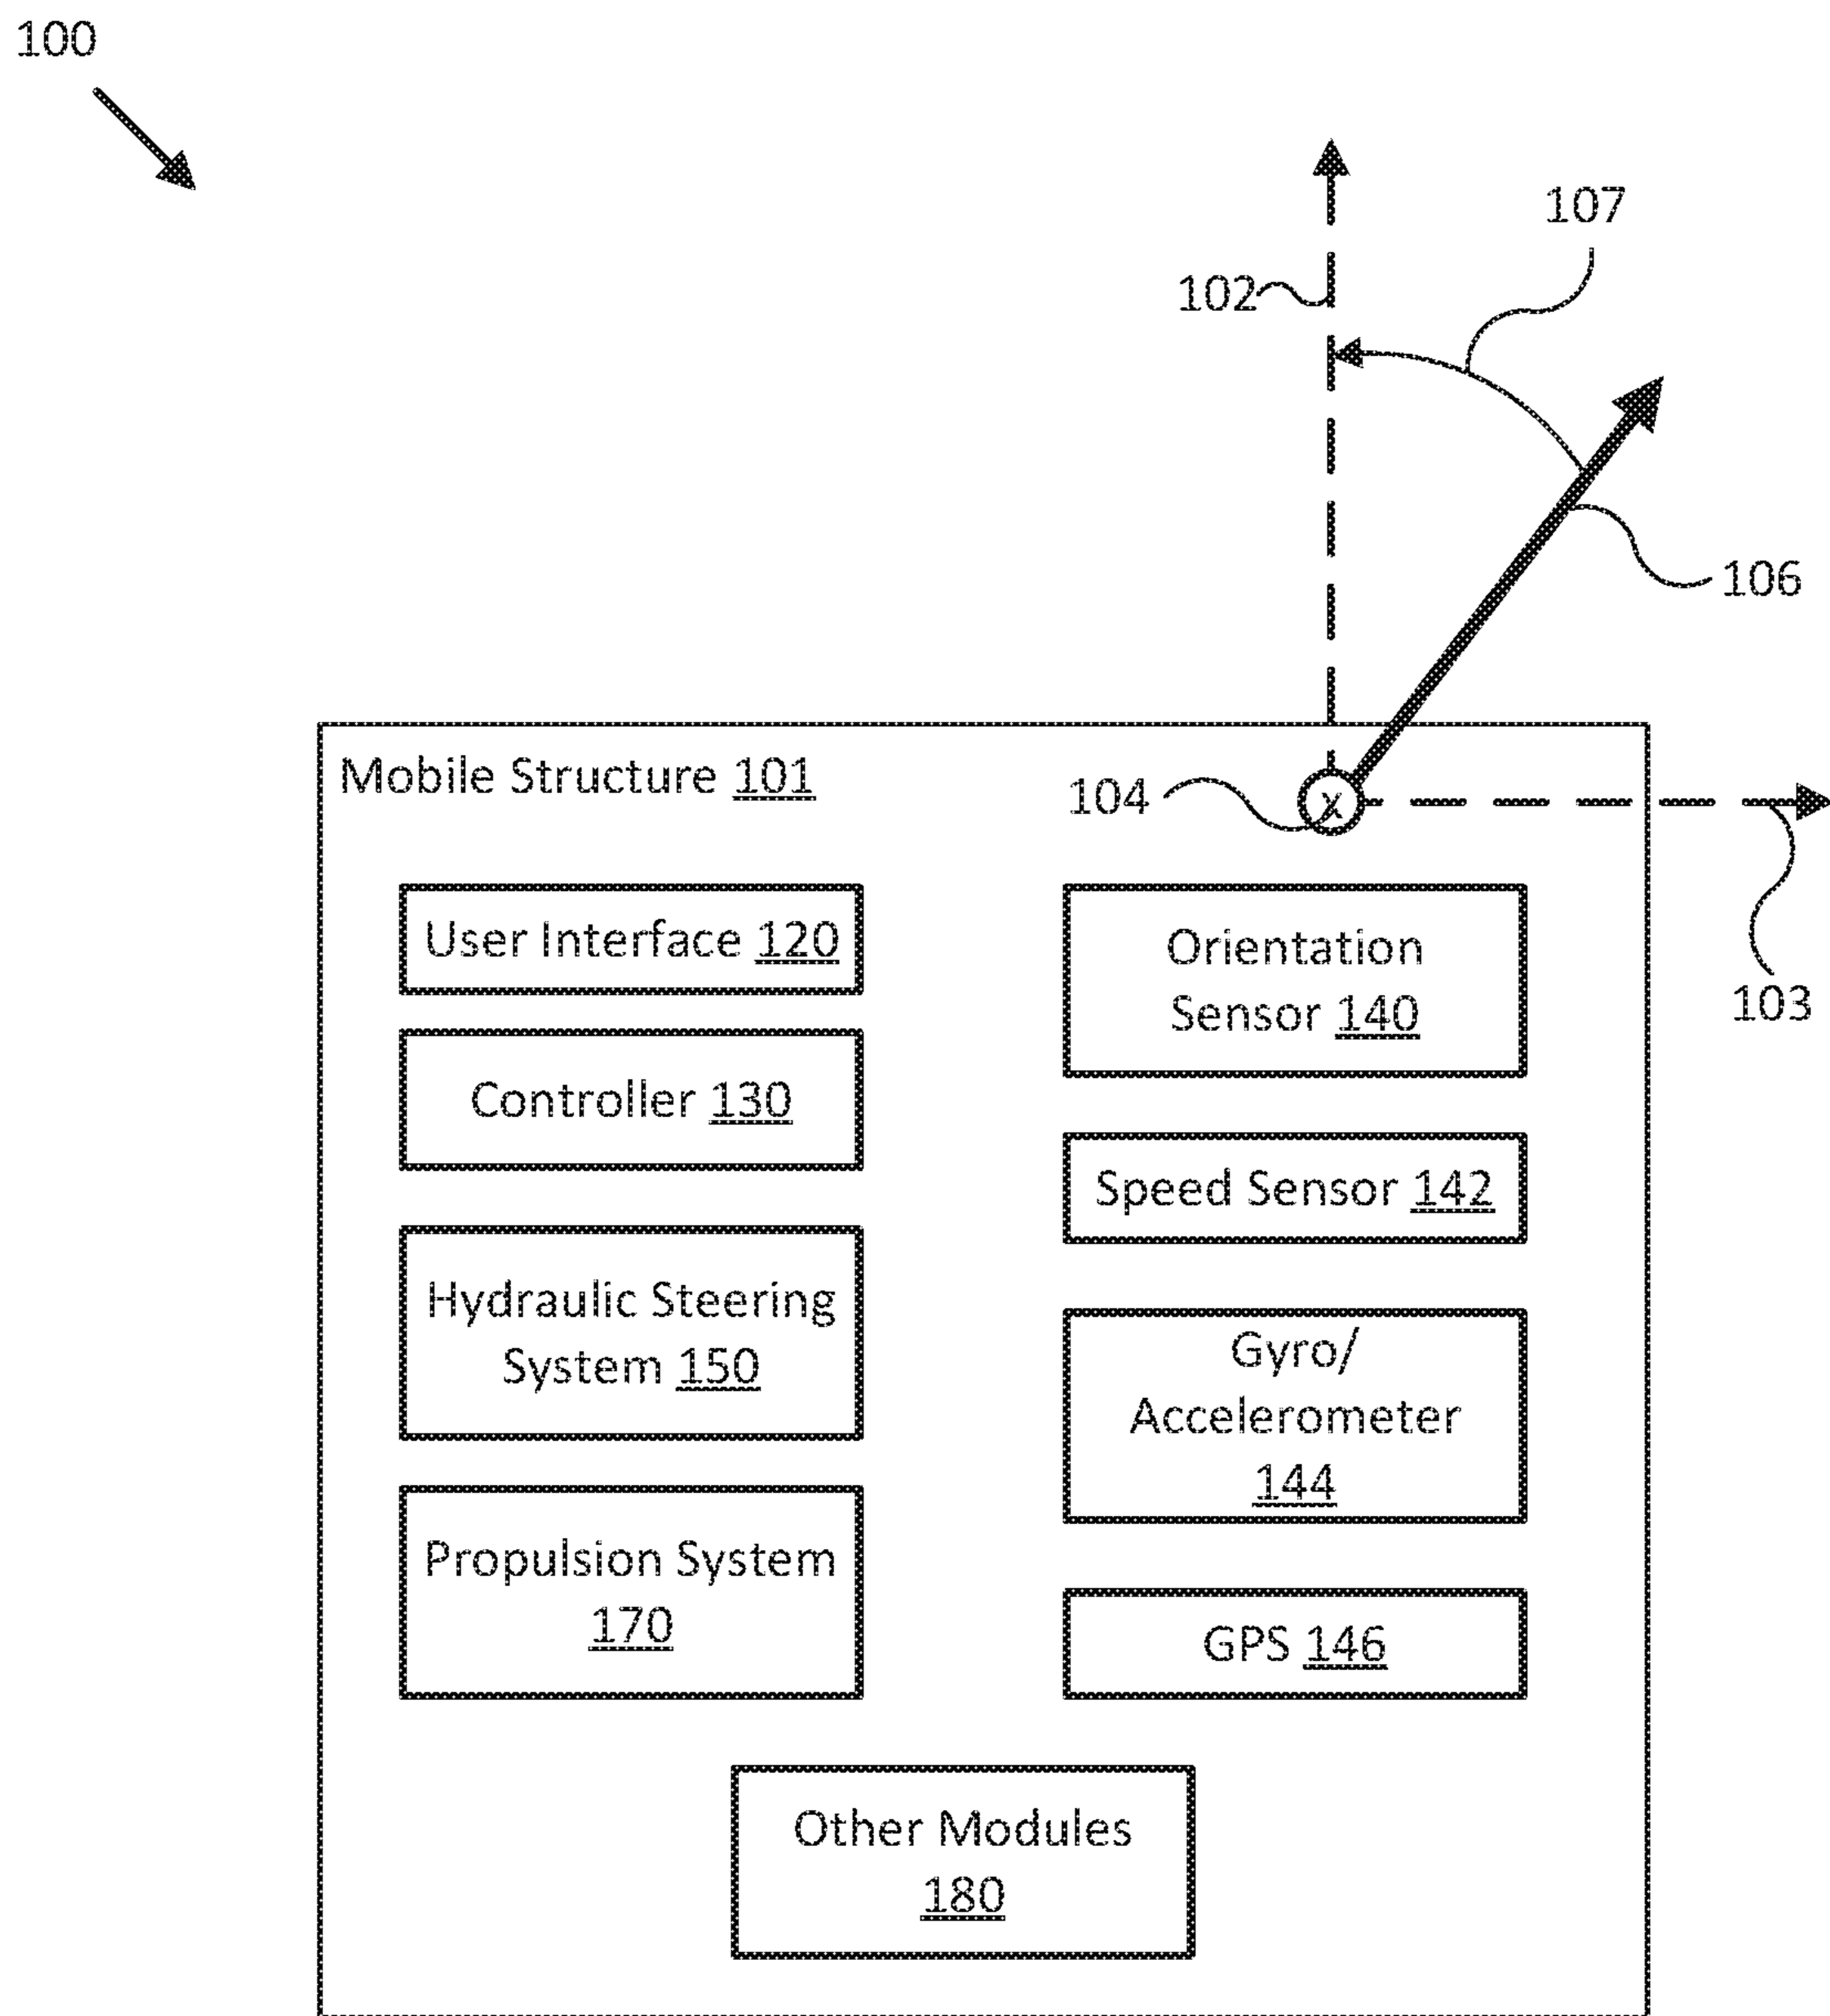 100
107
102
106
Mobile Structure 101
104
X
103
User Interface 120
Controller 130
Hydraulic Steering
System 150
Propulsion System
170
Orientation
Sensor 140
Speed Sensor 142
Gyro/
Accelerometer
144
GPS 146
Other Modules
180